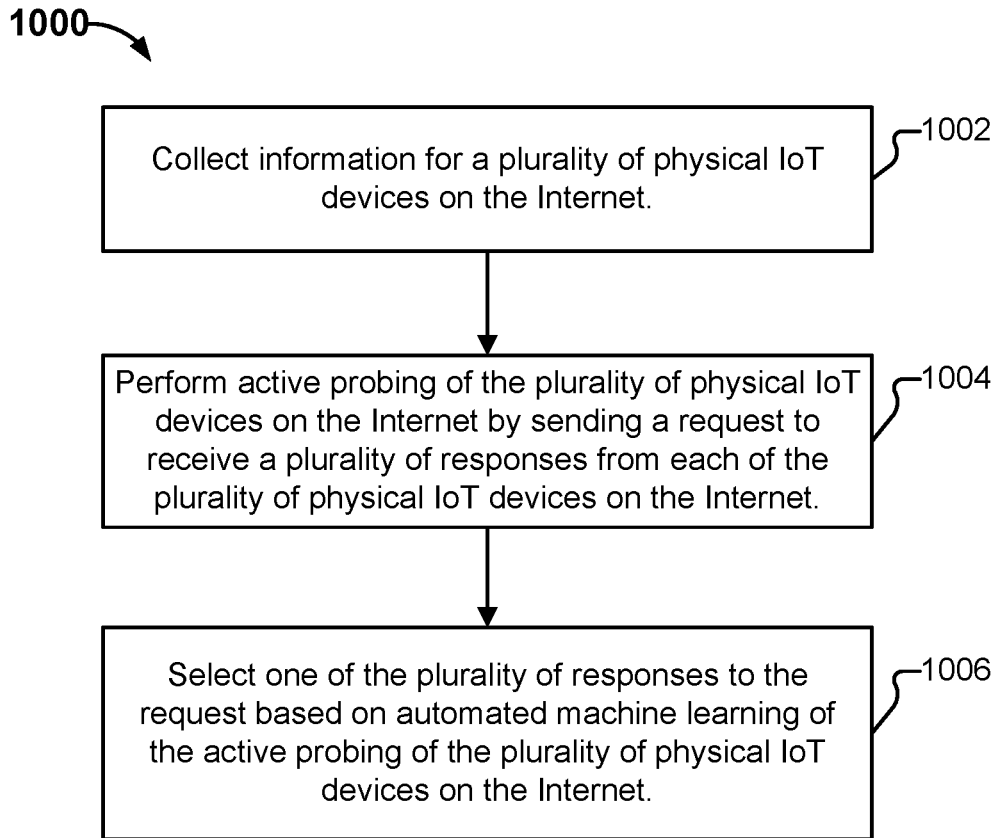 1000
Collect information for a plurality of physical IoT
devices on the Internet.
1002
Perform active probing of the plurality of physical IoT
devices on the Internet by sending a request to
receive a plurality of responses from each of the
plurality of physical IoT devices on the Internet.
1004
Select one of the plurality of responses to the
request based on automated machine learning of
the active probing of the plurality of physical IoT
devices on the Internet.
1006